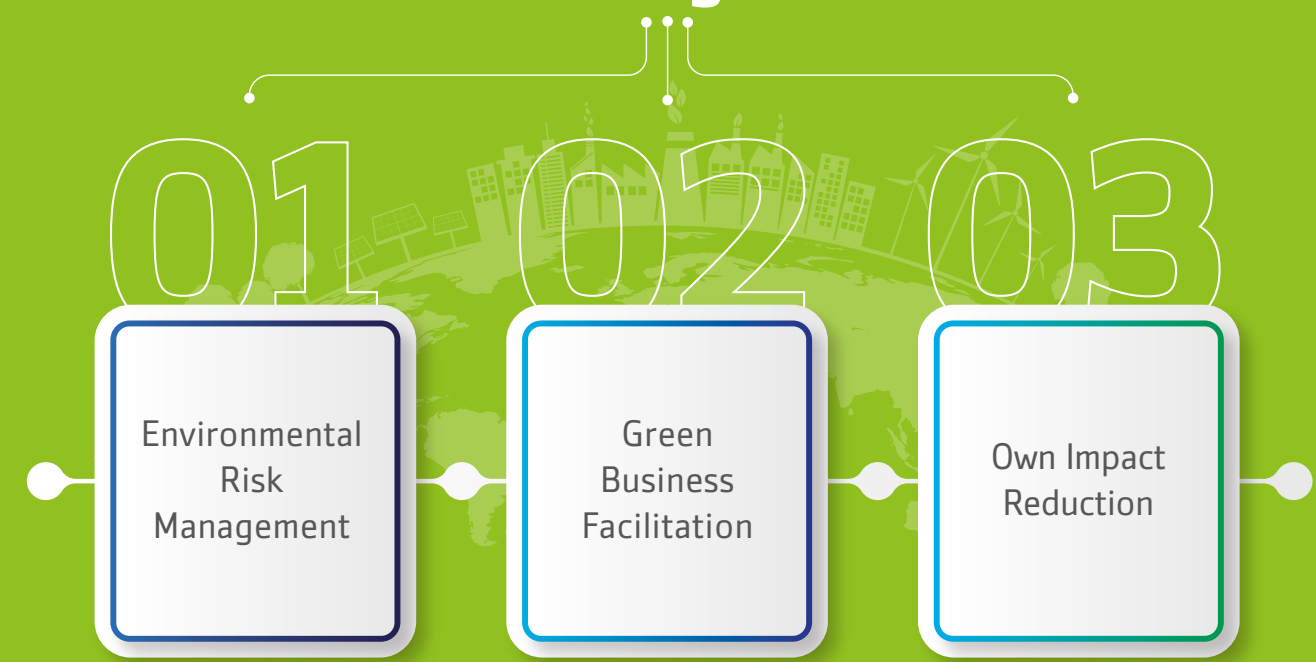 01
02
03
Environmental
Risk
Management
Green
Business
Facilitation
Own Impact
Reduction